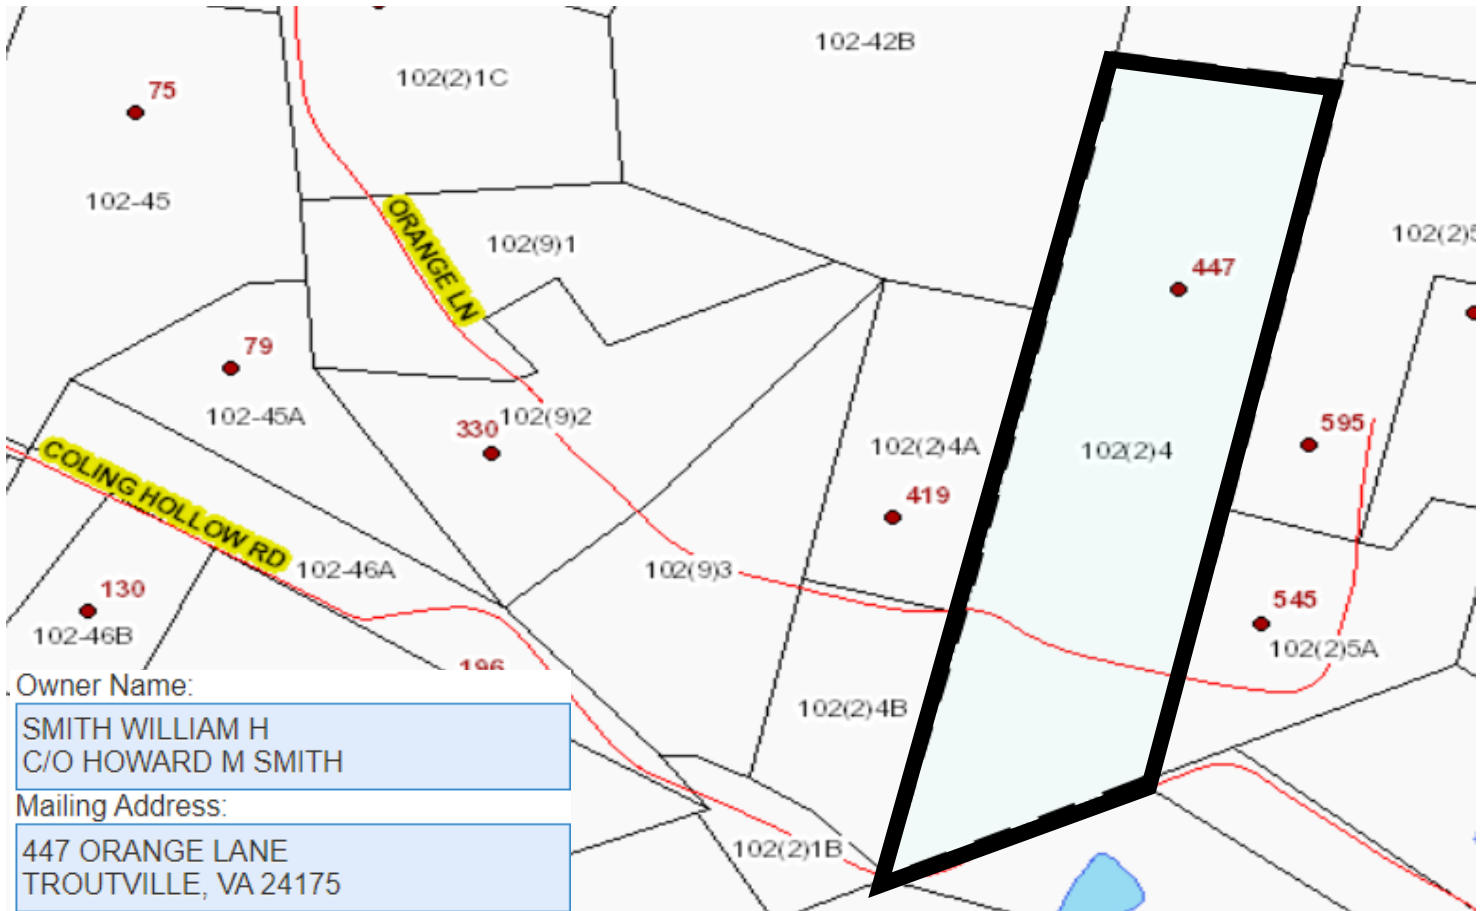 102-42B
102(2)1C
75
102-45
ORANGE LN
102(9)1
102(2)5
447
79
102-45A
330
102(9)2
595
102(2)4A
102(2)4
COLING HOLLOW RD
419
102-46A
102(9)3
130
545
102-46B
102(2)5A
196
102(2)4B
102(2)1B
Owner Name:
SMITH WILLIAM H
C/O HOWARD M SMITH
Mailing Address:
447 ORANGE LANE
TROUTVILLE, VA 24175